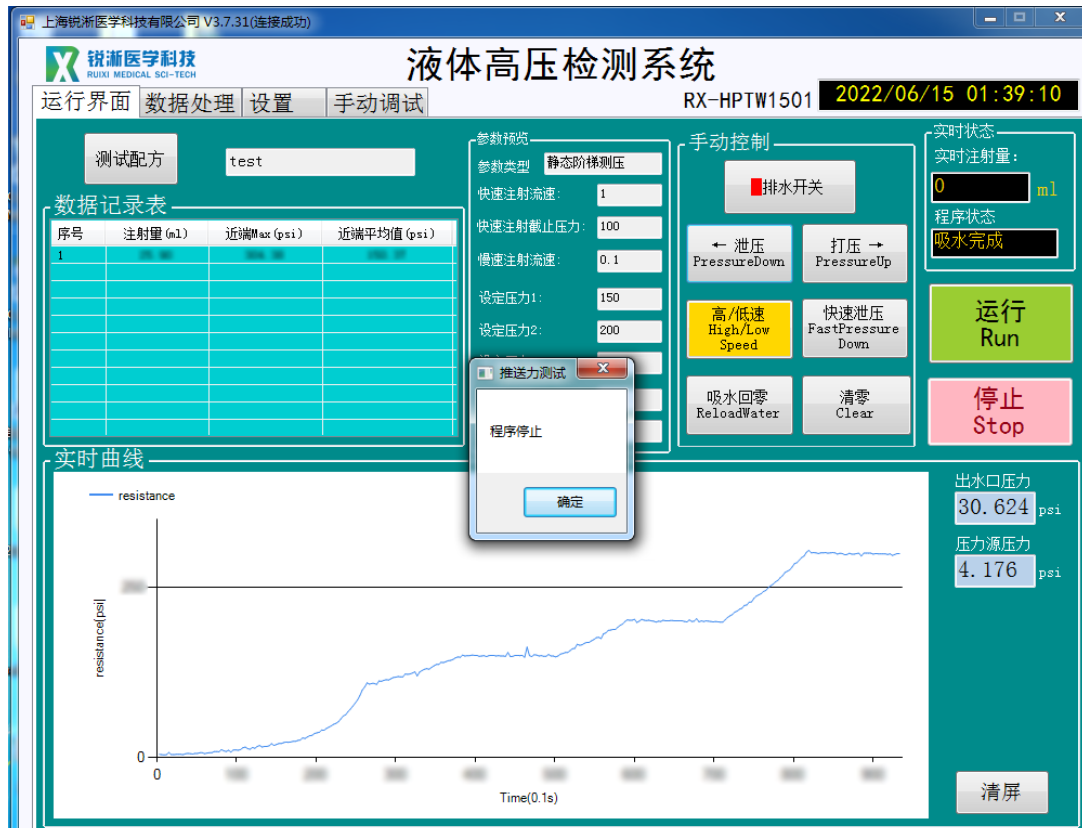 上海锐淅医学科技有限公司 V3.7.31(连接成功)
锐淅医学科技
RUIXI MEDICAL SCI-TECH
液体高压检测系统
RX-HPTW1501
2022/06/15 01:39:10
运行界面
数据处理
设置
手动调试
测试配方
test
数据记录表
序号 注射量(ml) 近端Max(psi) 近端平均值(psi)
1
参数预览
参数类型 静态阶梯测压
快速注射流速: 1
快速注射截止压力: 100
慢速注射流速: 0.1
设定压力1: 150
设定压力2: 200
手动控制
排水开关
← 泄压
PressureDown
打压 →
PressureUp
高/低速
High/Low
Speed
快速泄压
FastPressure
Down
吸水回零
ReloadWater
清零
Clear
实时状态
实时注射量:
0 ml
程序状态
吸水完成
运行
Run
停止
Stop
推送力测试
程序停止
确定
实时曲线
resistance
resistance[psi]
0
0
Time(0.1s)
出水口压力
30.624 psi
压力源压力
4.176 psi
清屏